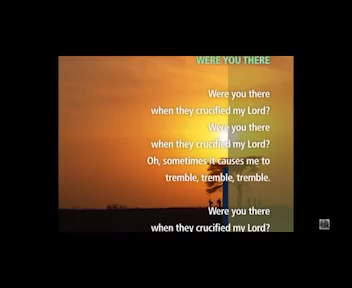 WERE YOU THERE
Were you there
when they crucified my Lord?
Were you there
when they crucified my Lord?
Oh, sometimes it causes me to
tremble, tremble, tremble.
Were you there
when they crucified my Lord?